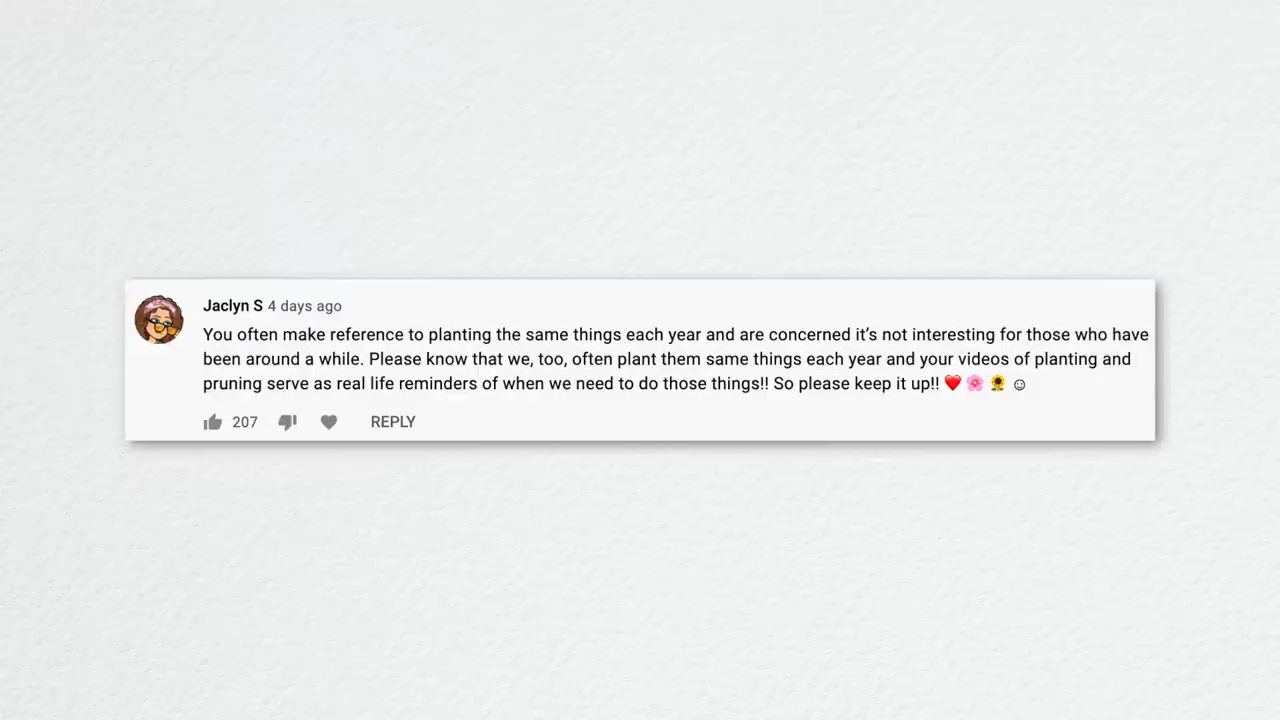 Jaclyn S 4 days ago
You often make reference to planting the same things each year and are concerned it’s not interesting for those who have
been around a while. Please know that we, too, often plant them same things each year and your videos of planting and
pruning serve as real life reminders of when we need to do those things!! So please keep it up!! ❤️ 🌸 🌻 ☺
207 REPLY